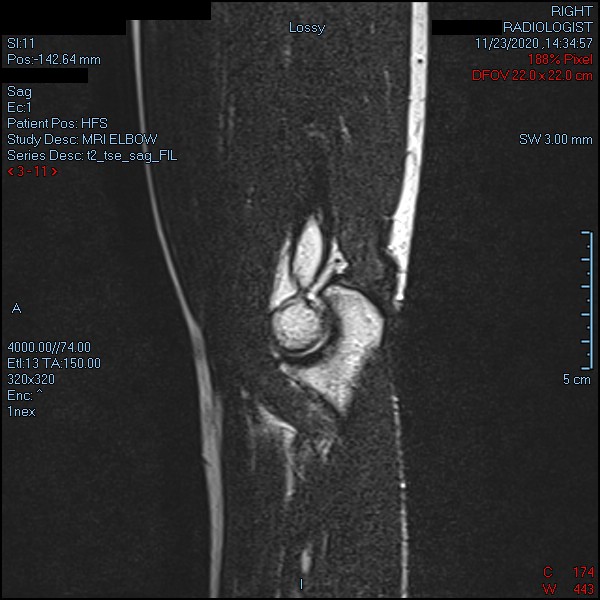 RIGHT
RADIOLOGIST
11/23/2020 ,14:34:57
188% Pixel
DFOV 22.0 x 22.0 cm
Lossy
SI:11
Pos:-142.64 mm
Sag
Ec:1
Patient Pos: HFS
Study Desc: MRI ELBOW
Series Desc: t2_tse_sag_FIL
< 3 - 11 >
SW 3.00 mm
A
4000.00//74.00
Etl:13 TA:150.00
320x320
Enc: ^
1nex
5 cm
I
C 174
W 443